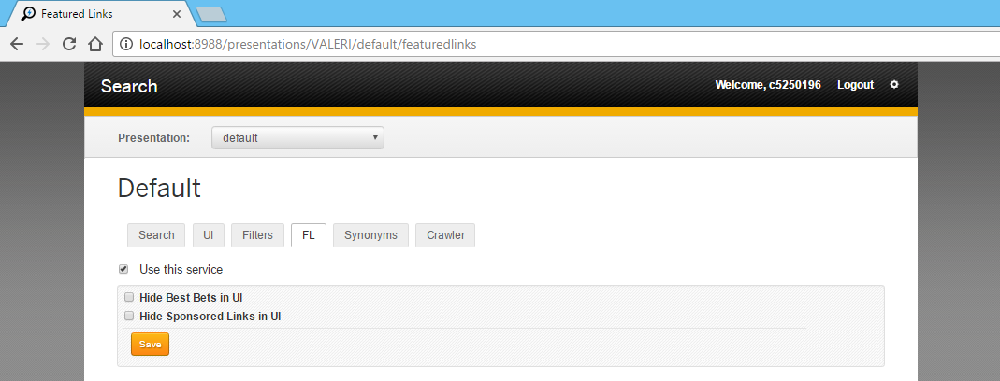 Featured Links
localhost:8988/presentations/VALERI/default/featuredlinks
Search Welcome, c5250196 Logout
Presentation: default
Default
Search UI Filters FL Synonyms Crawler
Use this service
Hide Best Bets in UI
Hide Sponsored Links in UI
Save